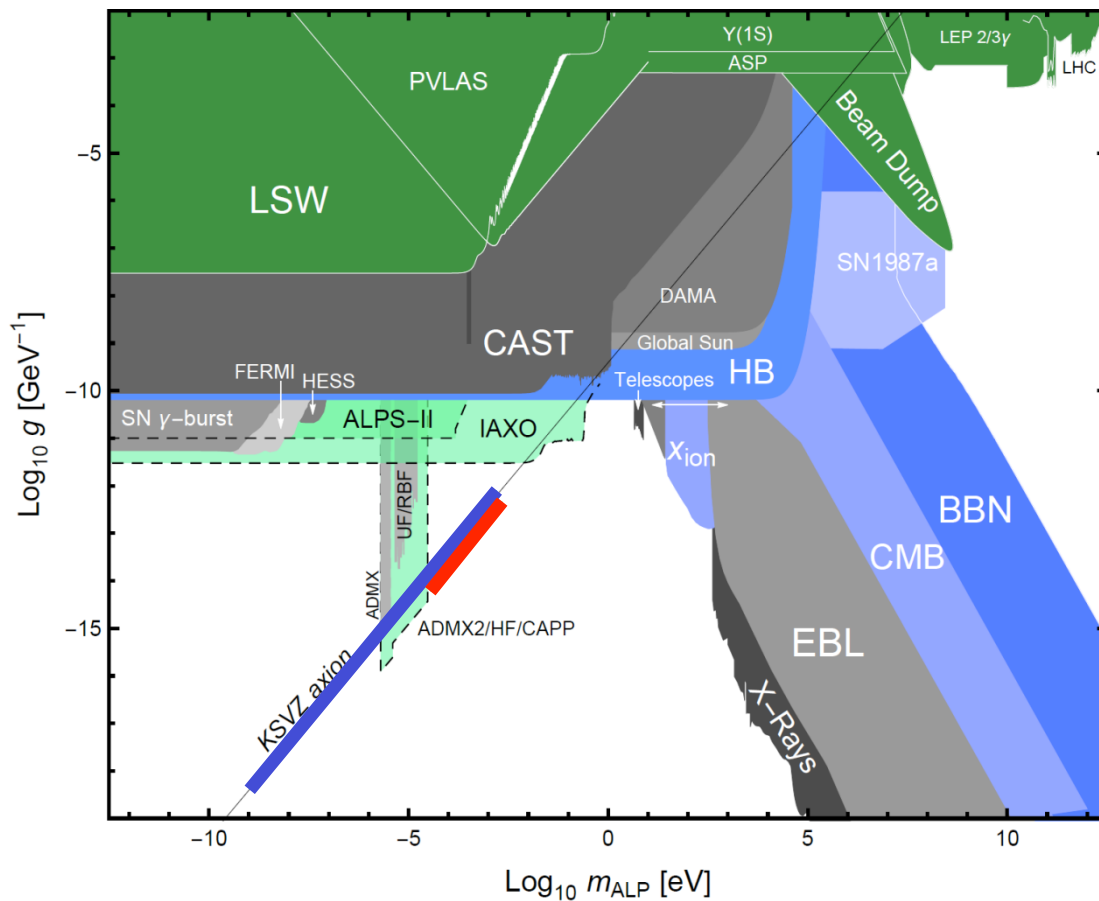 Y(1S)
LEP 2/3γ
ASP
LHC
PVLAS
Beam Dump
−5
LSW
SN1987a
DAMA
CAST
Global Sun
FERMI
HESS
Telescopes
HB
−10
SN γ−burst
ALPS−II
IAXO
χion
UF/RBF
BBN
CMB
ADMX
−15
ADMX2/HF/CAPP
EBL
KSVZ axion
X−Rays
Log10 g [GeV−1]
−10
−5
0
5
10
Log10 mALP [eV]